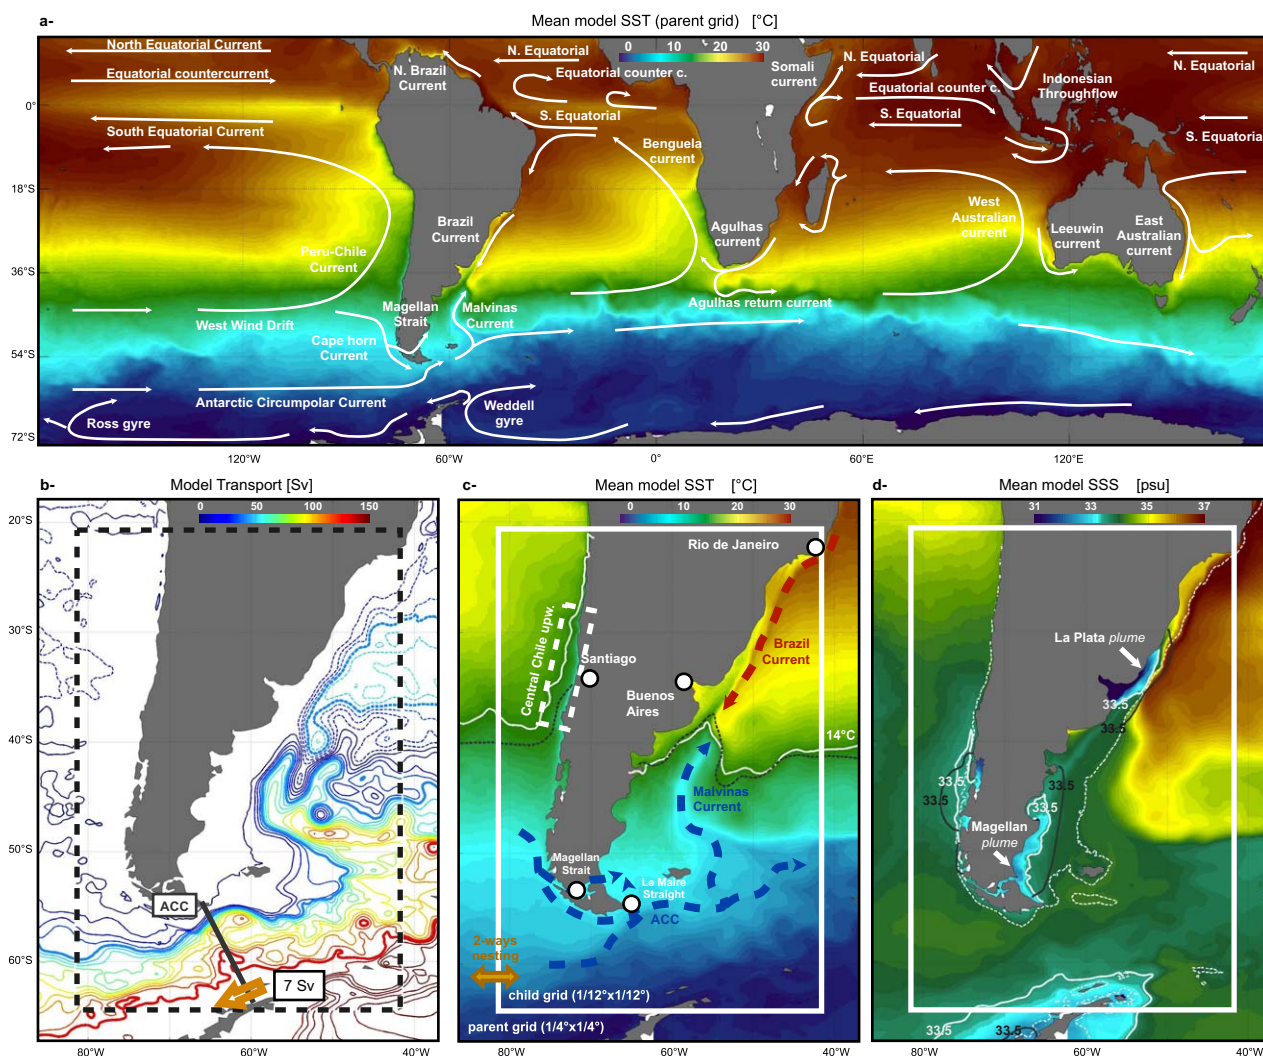 a-
Mean model SST (parent grid) [°C]
North Equatorial Current
Equatorial countercurrent
South Equatorial Current
N. Brazil
Current
N. Equatorial
Equatorial counter c.
S. Equatorial
0 10 20 30
Somali
current
N. Equatorial
Equatorial counter c.
S. Equatorial
Indonesian
Throughflow
N. Equatorial
S. Equatoria
Benguela
current
Brazil
Current
Peru-Chile
Current
Agulhas
current
West
Australian
current
Leeuwin
current
East
Australian
current
Magellan
Strait
Malvinas
Current
Agulhas return current
West Wind Drift
Cape horn
Current
Antarctic Circumpolar Current
Ross gyre
Weddell
gyre
0°
18°S
36°S
54°S
72°S
120°W 60°W 0° 60°E 120°E
b-
Model Transport [Sv]
0 50 100 150
20°S
30°S
40°S
50°S
60°S
ACC
7 Sv
80°W 60°W 40°W
c-
Mean model SST [°C]
0 10 20 30
Rio de Janeiro
Central Chile upw.
Santiago
Buenos
Aires
Brazil
Current
14°C
Malvinas
Current
Magellan
Strait
Le Maire
Straight
ACC
2-ways
nesting
child grid (1/12°x1/12°)
parent grid (1/4°x1/4°)
80°W 60°W 40°W
d-
Mean model SSS [psu]
31 33 35 37
La Plata plume
33.5
33.5
33.5
33.5
33.5
33.5
Magellan
plume
33.5
33.5
80°W 60°W 40°W